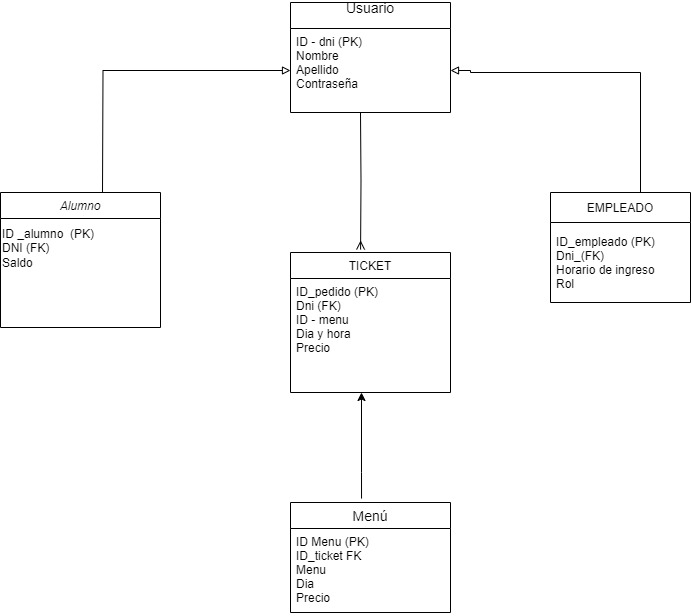 Usuario
ID - dni (PK)
Nombre
Apellido
Contraseña
Alumno
ID _alumno (PK)
DNI (FK)
Saldo
EMPLEADO
ID_empleado (PK)
Dni_(FK)
Horario de ingreso
Rol
TICKET
ID_pedido (PK)
Dni (FK)
ID - menu
Dia y hora
Precio
Menú
ID Menu (PK)
ID_ticket FK
Menu
Dia
Precio